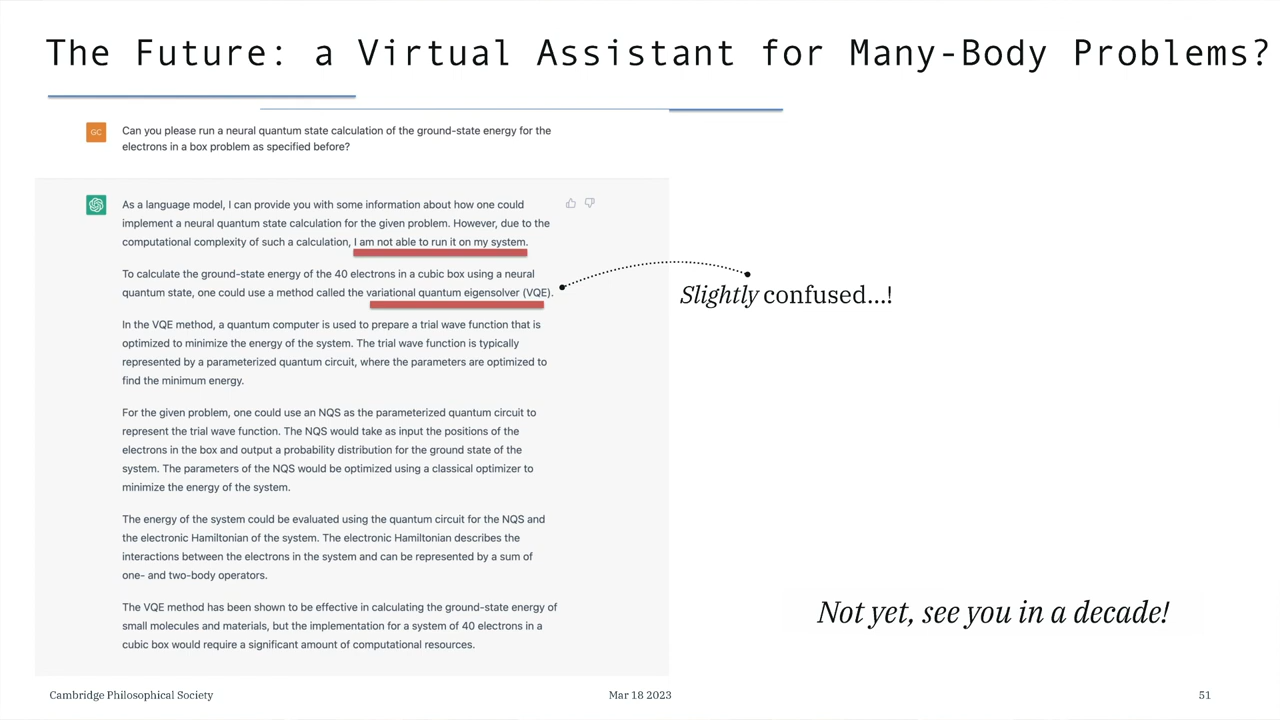 The Future: a Virtual Assistant for Many-Body Problems?
GC
Can you please run a neural quantum state calculation of the ground-state energy for the
electrons in a box problem as specified before?
As a language model, I can provide you with some information about how one could
implement a neural quantum state calculation for the given problem. However, due to the
computational complexity of such a calculation, I am not able to run it on my system.
To calculate the ground-state energy of the 40 electrons in a cubic box using a neural
quantum state, one could use a method called the variational quantum eigensolver (VQE).
Slightly confused...!
In the VQE method, a quantum computer is used to prepare a trial wave function that is
optimized to minimize the energy of the system. The trial wave function is typically
represented by a parameterized quantum circuit, where the parameters are optimized to
find the minimum energy.
For the given problem, one could use an NQS as the parameterized quantum circuit to
represent the trial wave function. The NQS would take as input the positions of the
electrons in the box and output a probability distribution for the ground state of the
system. The parameters of the NQS would be optimized using a classical optimizer to
minimize the energy of the system.
The energy of the system could be evaluated using the quantum circuit for the NQS and
the electronic Hamiltonian of the system. The electronic Hamiltonian describes the
interactions between the electrons in the system and can be represented by a sum of
one- and two-body operators.
The VQE method has been shown to be effective in calculating the ground-state energy of
small molecules and materials, but the implementation for a system of 40 electrons in a
cubic box would require a significant amount of computational resources.
Not yet, see you in a decade!
Cambridge Philosophical Society
Mar 18 2023
51